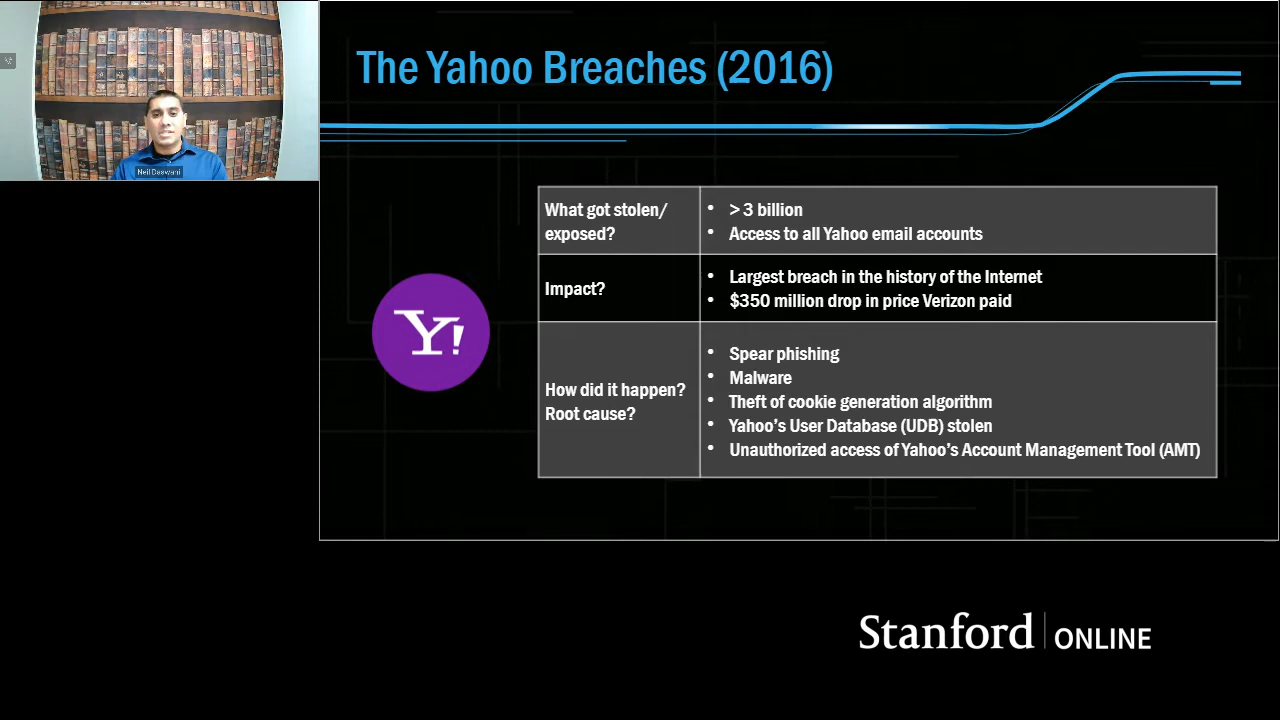 Neil Daswani
The Yahoo Breaches (2016)
What got stolen/
exposed?
• > 3 billion
• Access to all Yahoo email accounts
Impact?
• Largest breach in the history of the Internet
• $350 million drop in price Verizon paid
How did it happen?
Root cause?
• Spear phishing
• Malware
• Theft of cookie generation algorithm
• Yahoo’s User Database (UDB) stolen
• Unauthorized access of Yahoo’s Account Management Tool (AMT)
Y!
Stanford | ONLINE